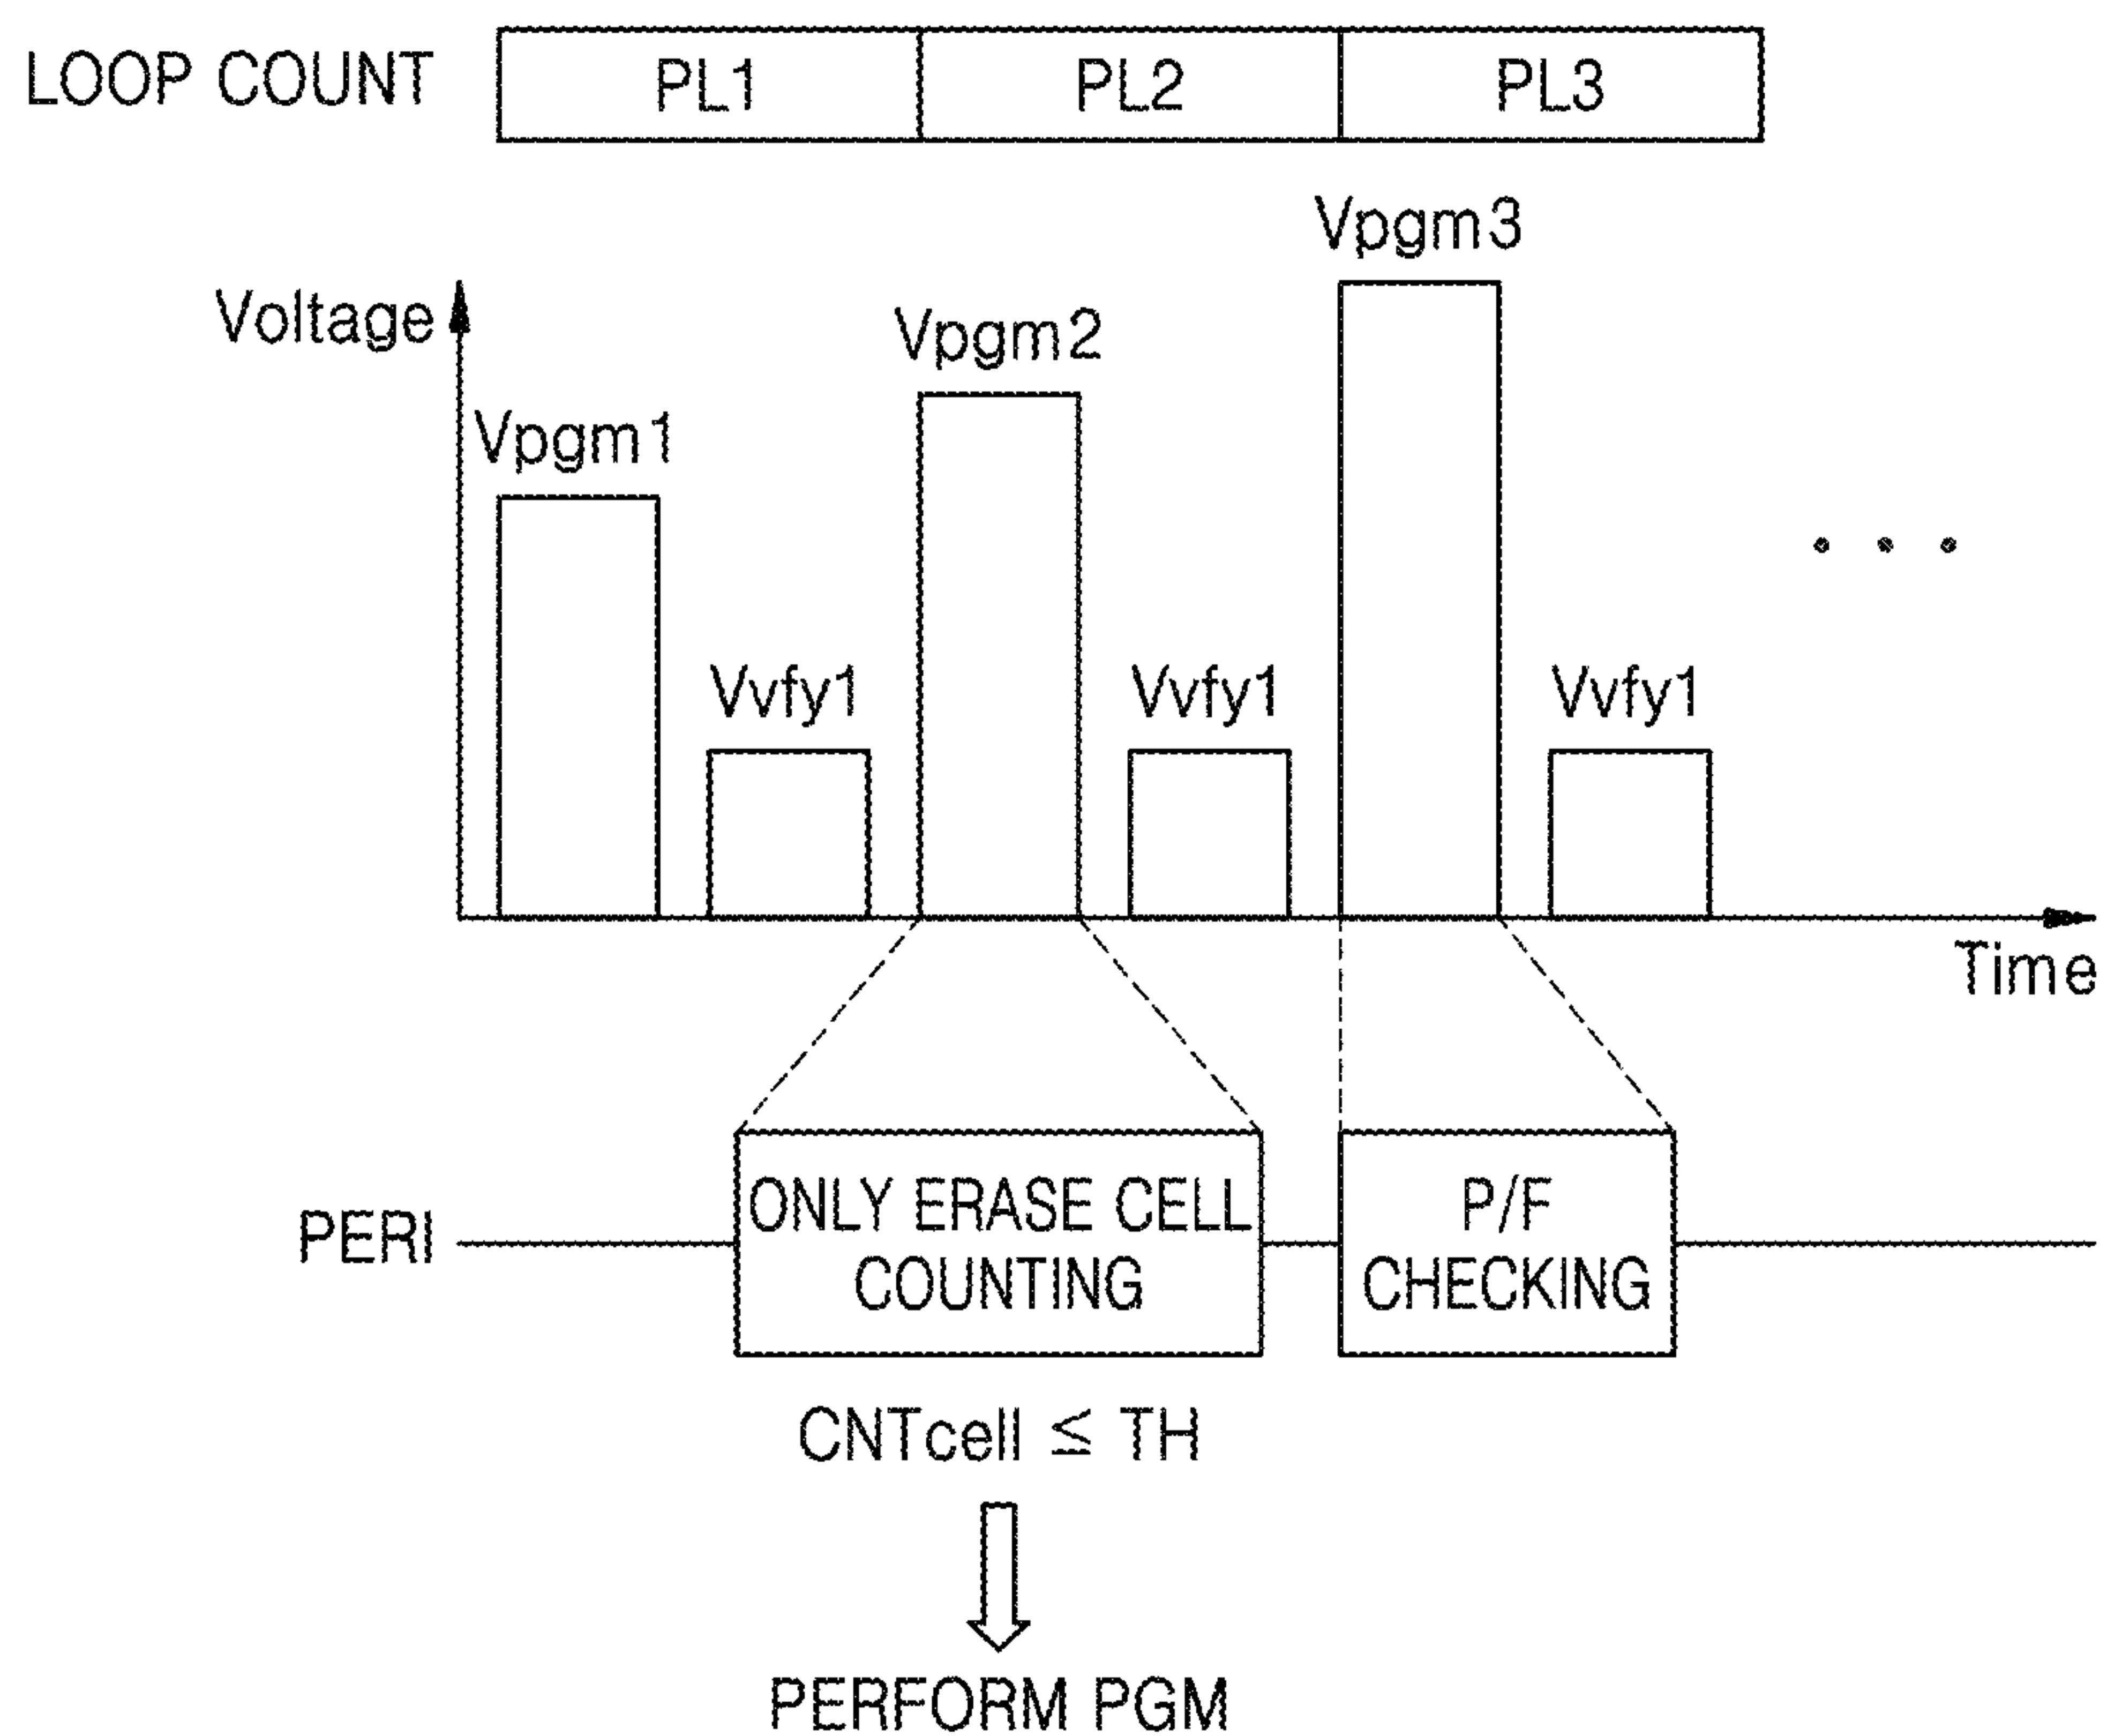 LOOP COUNT PL1 PL2 PL3
Vpgm3
Voltage
Vpgm2
Vpgm1
Vvfy1 Vvfy1 Vvfy1
Time
PERI
ONLY ERASE CELL
COUNTING
P/F
CHECKING
CNTcell ≤ TH
PERFORM PGM